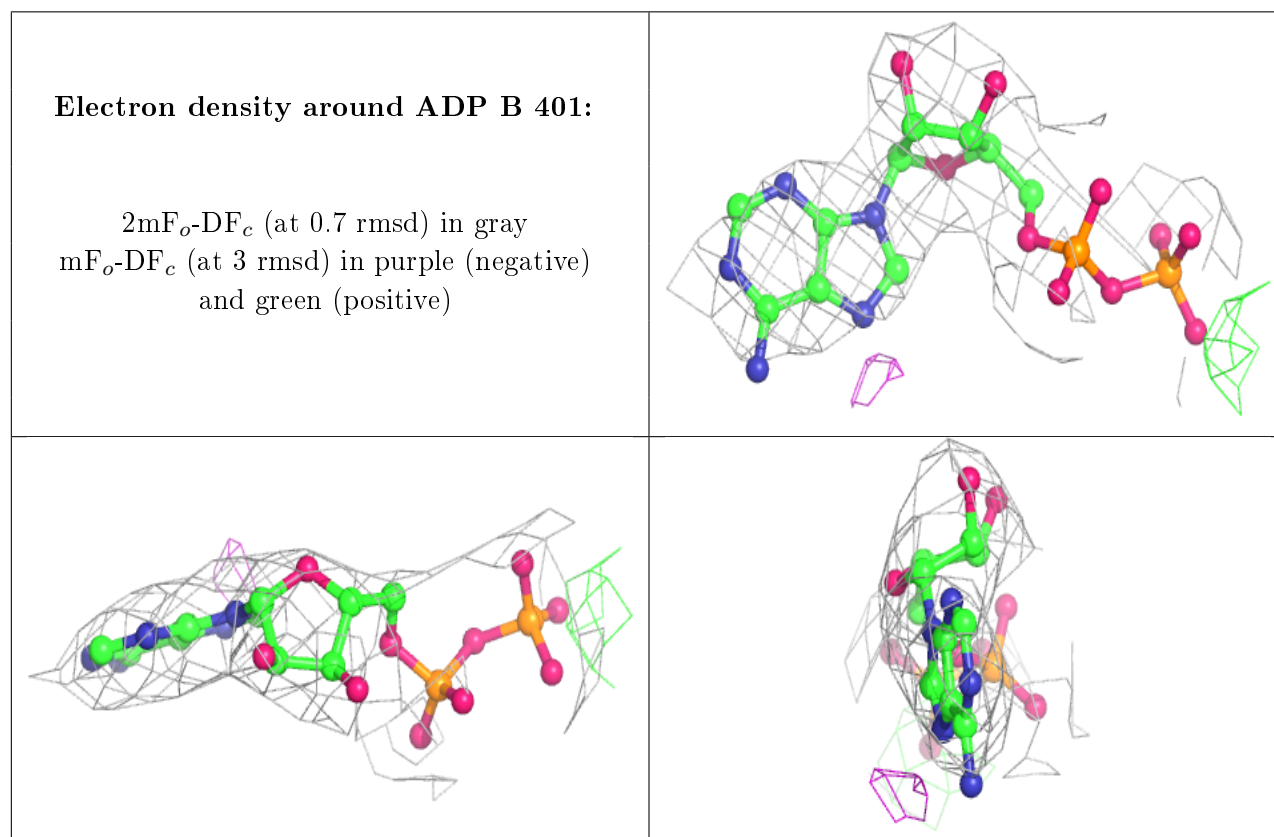 Electron density around ADP B 401:
2mFₒ-DF𝒸 (at 0.7 rmsd) in gray
mFₒ-DF𝒸 (at 3 rmsd) in purple (negative)
and green (positive)